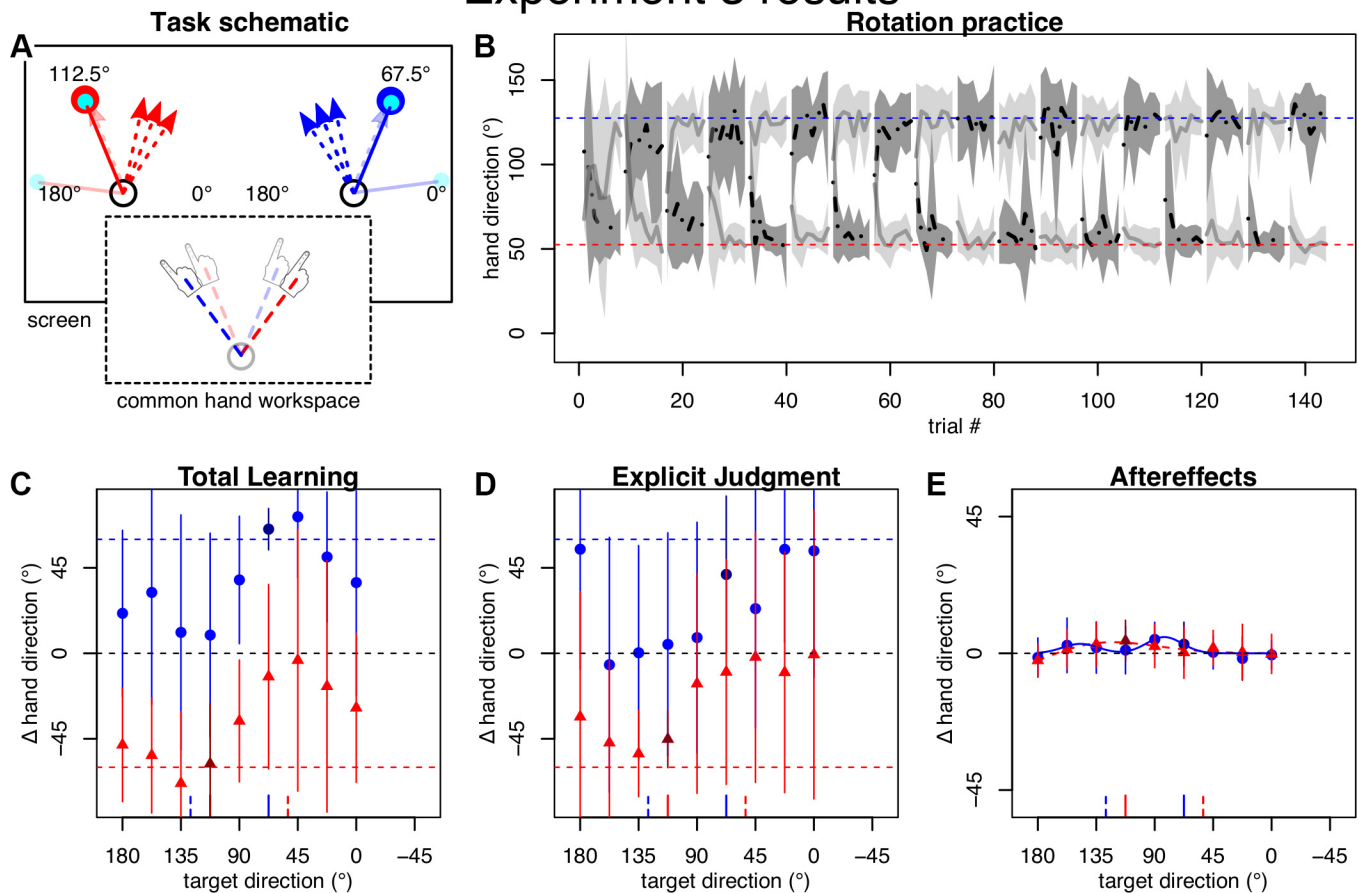 Experiment 3 results
Task schematic
Rotation practice
A
B
112.5°
67.5°
180°
0°
180°
0°
screen
common hand workspace
hand direction (°)
150
100
50
0
0
20
40
60
80
100
120
140
trial #
C
Total Learning
D
Explicit Judgment
E
Aftereffects
Δ hand direction (°)
45
0
−45
180
135
90
45
0
−45
target direction (°)
Δ hand direction (°)
45
0
−45
180
135
90
45
0
−45
target direction (°)
Δ hand direction (°)
45
0
−45
180
135
90
45
0
−45
target direction (°)